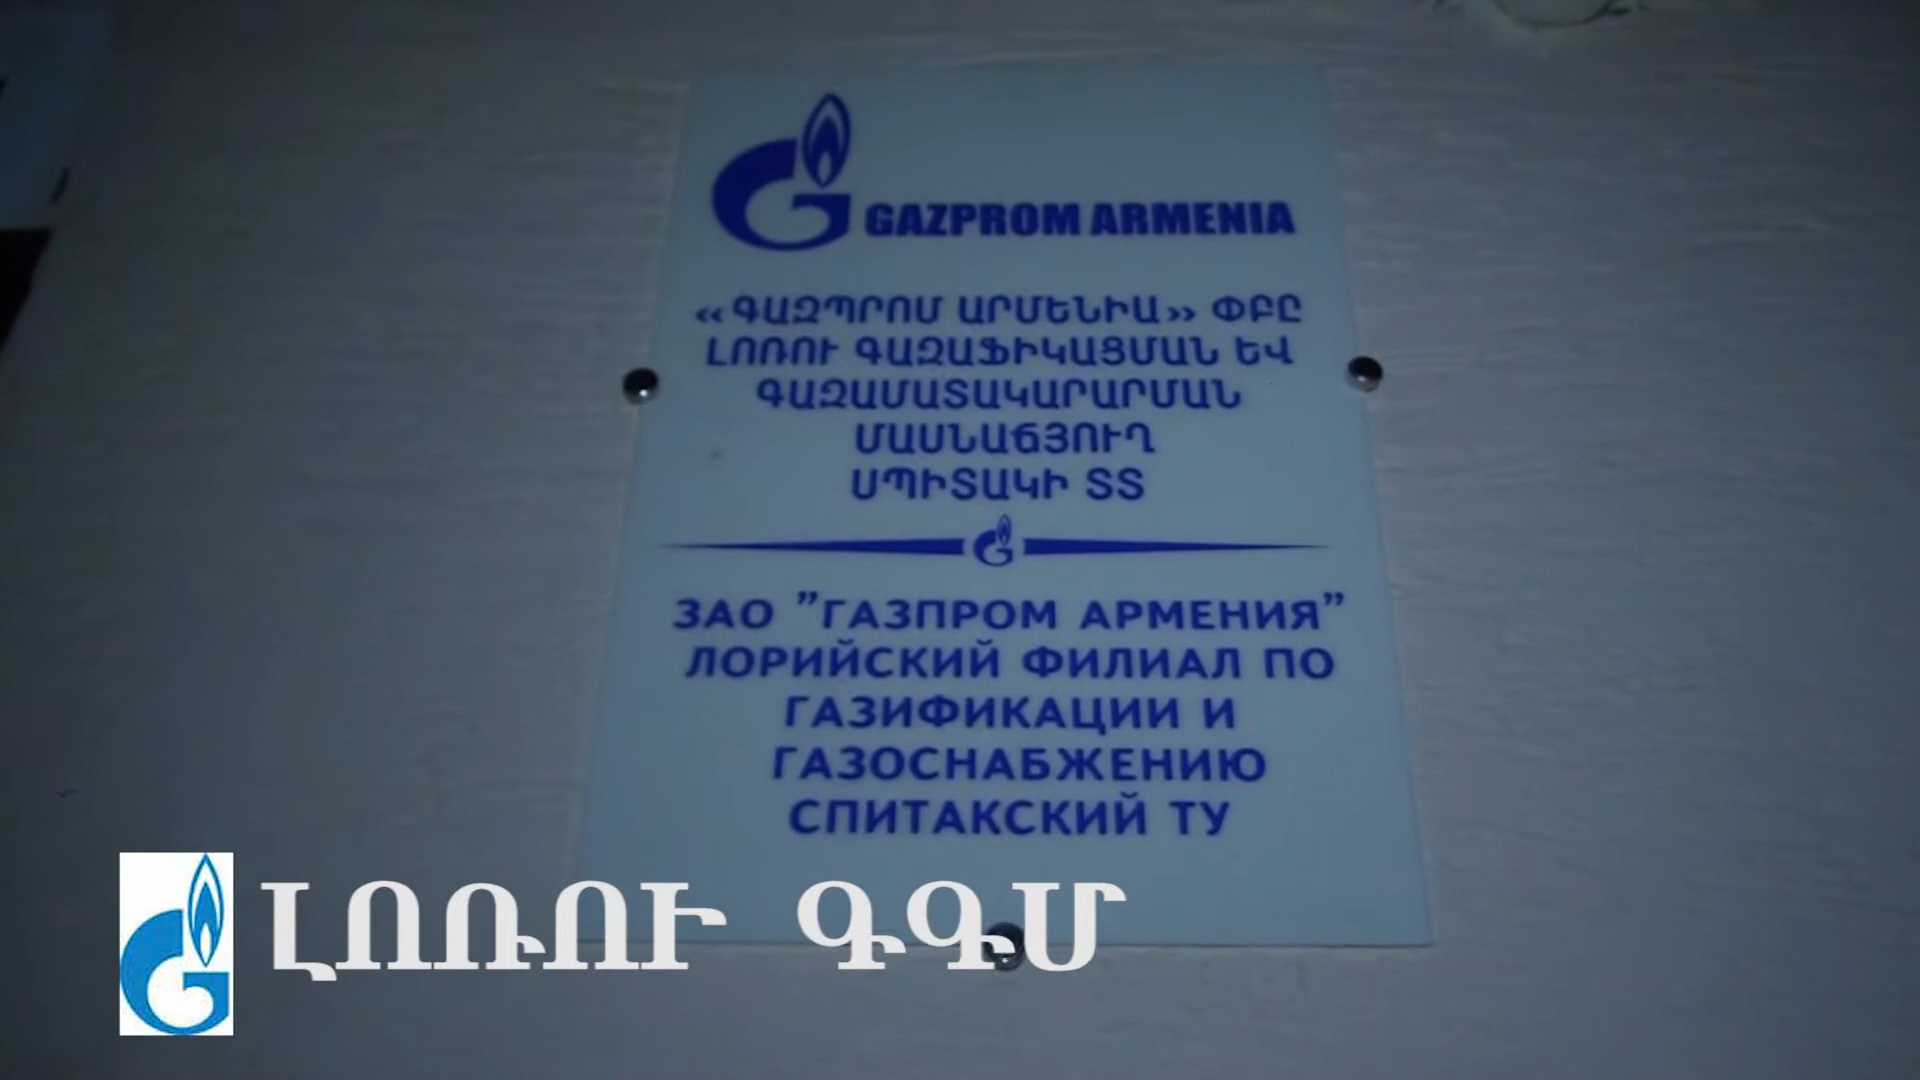 GAZPROM ARMENIA
«ԳԱԶՊՐՈՄ ԱՐՄԵՆԻԱ» ՓԲԸ
ԼՈՌՈՒ ԳԱԶԱՖԻԿԱՑՄԱՆ ԵՎ
ԳԱԶԱՄԱՏԱԿԱՐԱՐՄԱՆ
ՄԱՍՆԱՃՅՈՒՂ
ՍՊԻՏԱԿԻ ՏՏ
ЗАО "ГАЗПРОМ АРМЕНИЯ"
ЛОРИЙСКИЙ ФИЛИАЛ ПО
ГАЗИФИКАЦИИ И
ГАЗОСНАБЖЕНИЮ
СПИТАКСКИЙ ТУ
ԼՈՌՈՒ ԳԳՄ